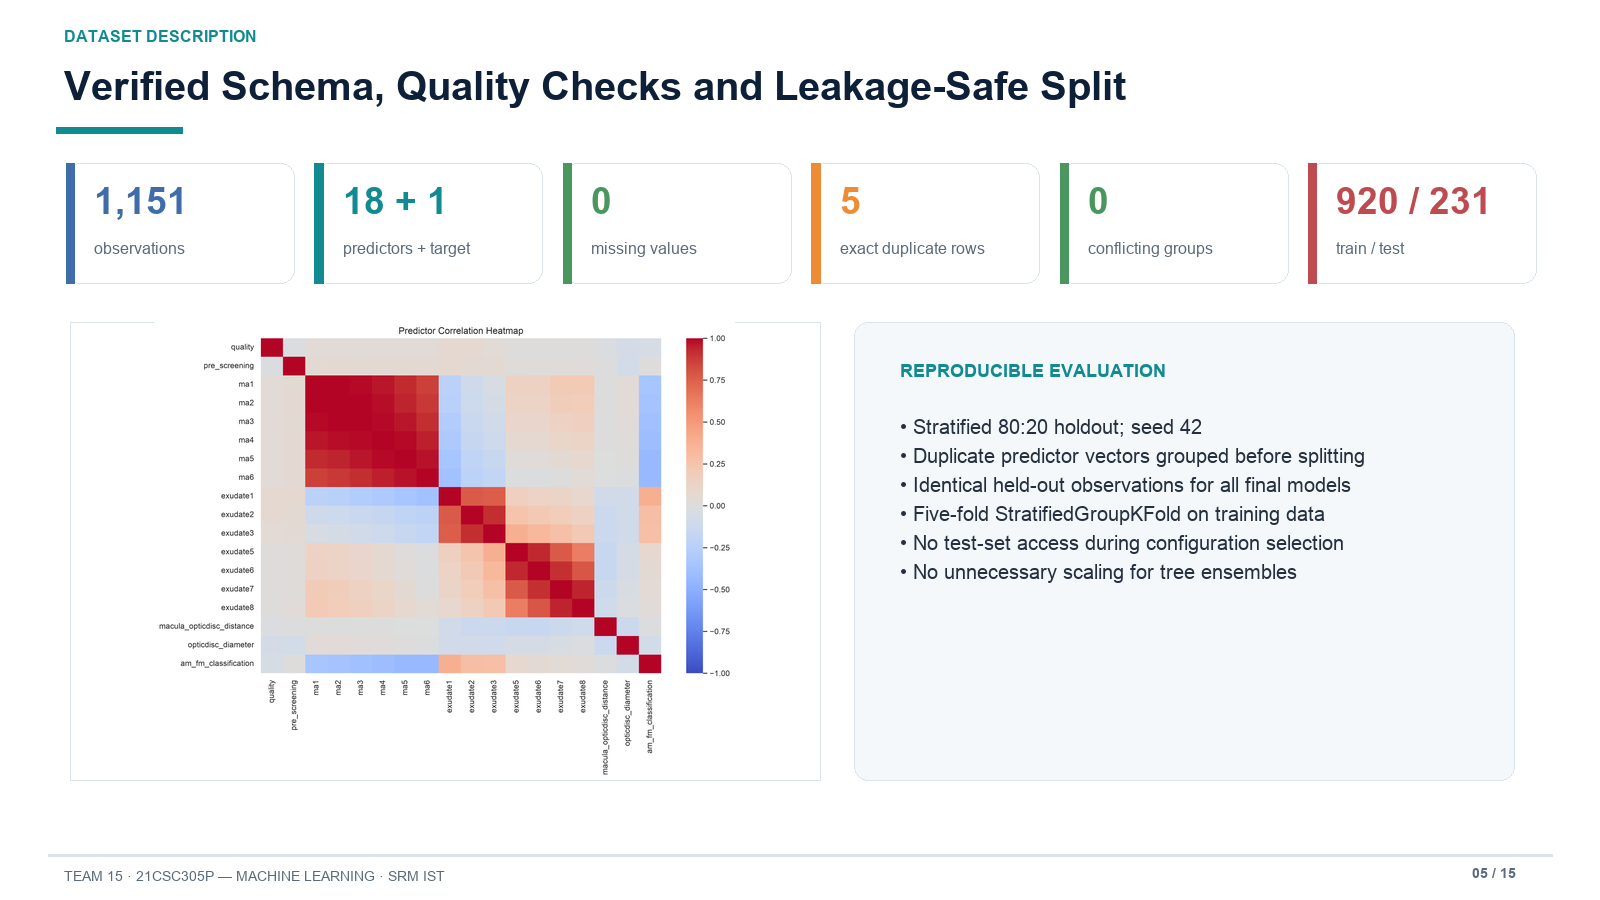 DATASET DESCRIPTION
Verified Schema, Quality Checks and Leakage-Safe Split
1,151
observations
18 + 1
predictors + target
0
missing values
5
exact duplicate rows
0
conflicting groups
920 / 231
train / test
Predictor Correlation Heatmap
quality
pre_screening
ma1
ma2
ma3
ma4
ma5
ma6
exudate1
exudate2
exudate3
exudate5
exudate6
exudate7
exudate8
macula_opticdisc_distance
opticdisc_diameter
am_fm_classification
quality
pre_screening
ma1
ma2
ma3
ma4
ma5
ma6
exudate1
exudate2
exudate3
exudate5
exudate6
exudate7
exudate8
macula_opticdisc_distance
opticdisc_diameter
am_fm_classification
1.00
0.75
0.50
0.25
0.00
−0.25
−0.50
−0.75
−1.00
REPRODUCIBLE EVALUATION
• Stratified 80:20 holdout; seed 42
• Duplicate predictor vectors grouped before splitting
• Identical held-out observations for all final models
• Five-fold StratifiedGroupKFold on training data
• No test-set access during configuration selection
• No unnecessary scaling for tree ensembles
TEAM 15 · 21CSC305P — MACHINE LEARNING · SRM IST
05 / 15